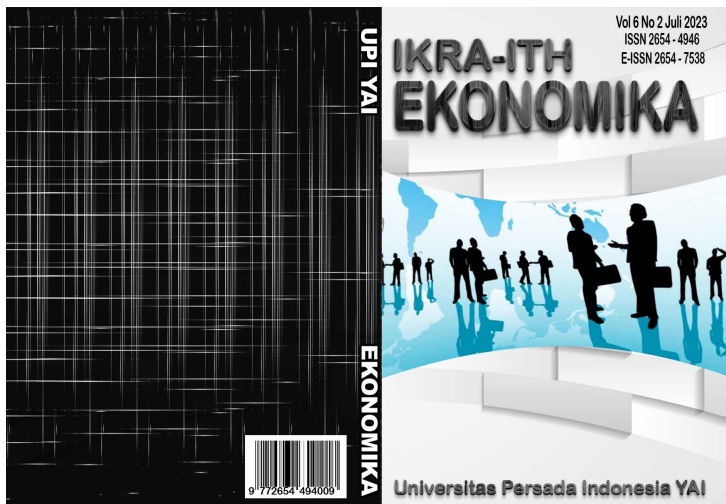 UPI YAI
EKONOMIKA
9 772654 494009
Vol 6 No 2 Juli 2023
ISSN 2654 - 4946
E-ISSN 2654 - 7538
IKRA-ITH
EKONOMIKA
Universitas Persada Indonesia YAI